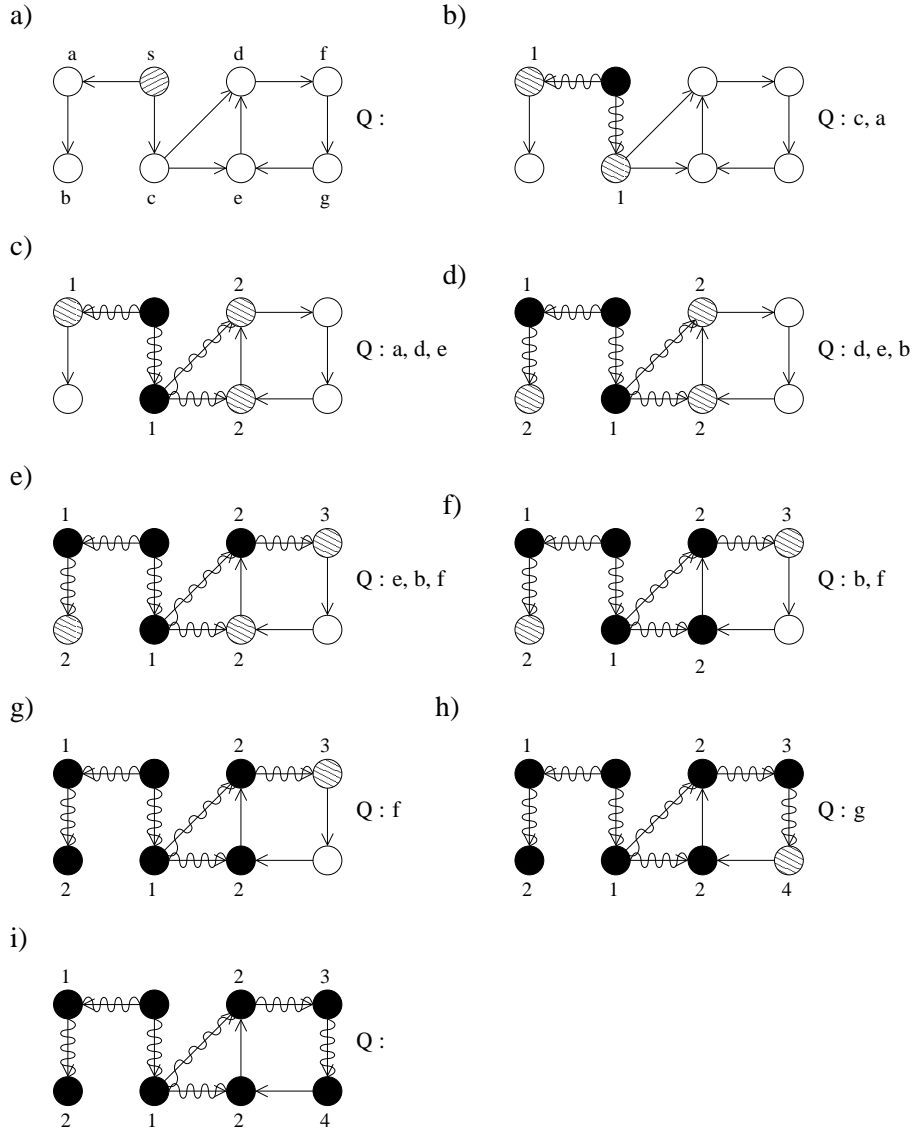 a)
b)
a s d f
1
Q :
Q : c, a
b c e g
1
c)
d)
1 2
1 2
Q : a, d, e
Q : d, e, b
1 2
2 1 2
e)
f)
1 2 3
1 2 3
Q : e, b, f
Q : b, f
2 1 2
2 1 2
g)
h)
1 2 3
1 2 3
Q : f
Q : g
2 1 2
2 1 2 4
i)
1 2 3
Q :
2 1 2 4